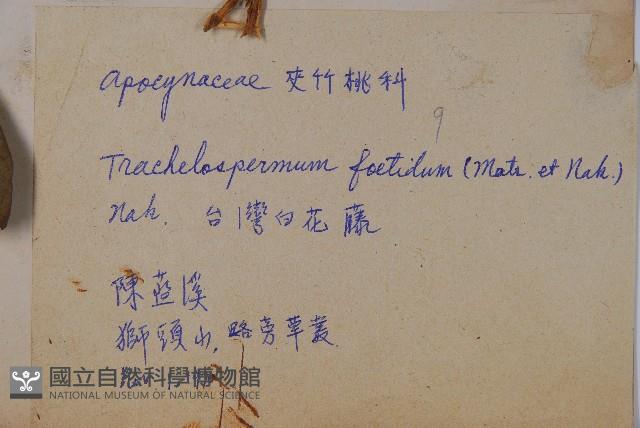 Apocynaceae 夾竹桃科
9
Trachelospermum foetidum (Mats. et Nak.)
Nak. 台灣白花藤
陳蓝溪
獅頭山, 略旁草叢.
國立自然科學博物館
NATIONAL MUSEUM OF NATURAL SCIENCE